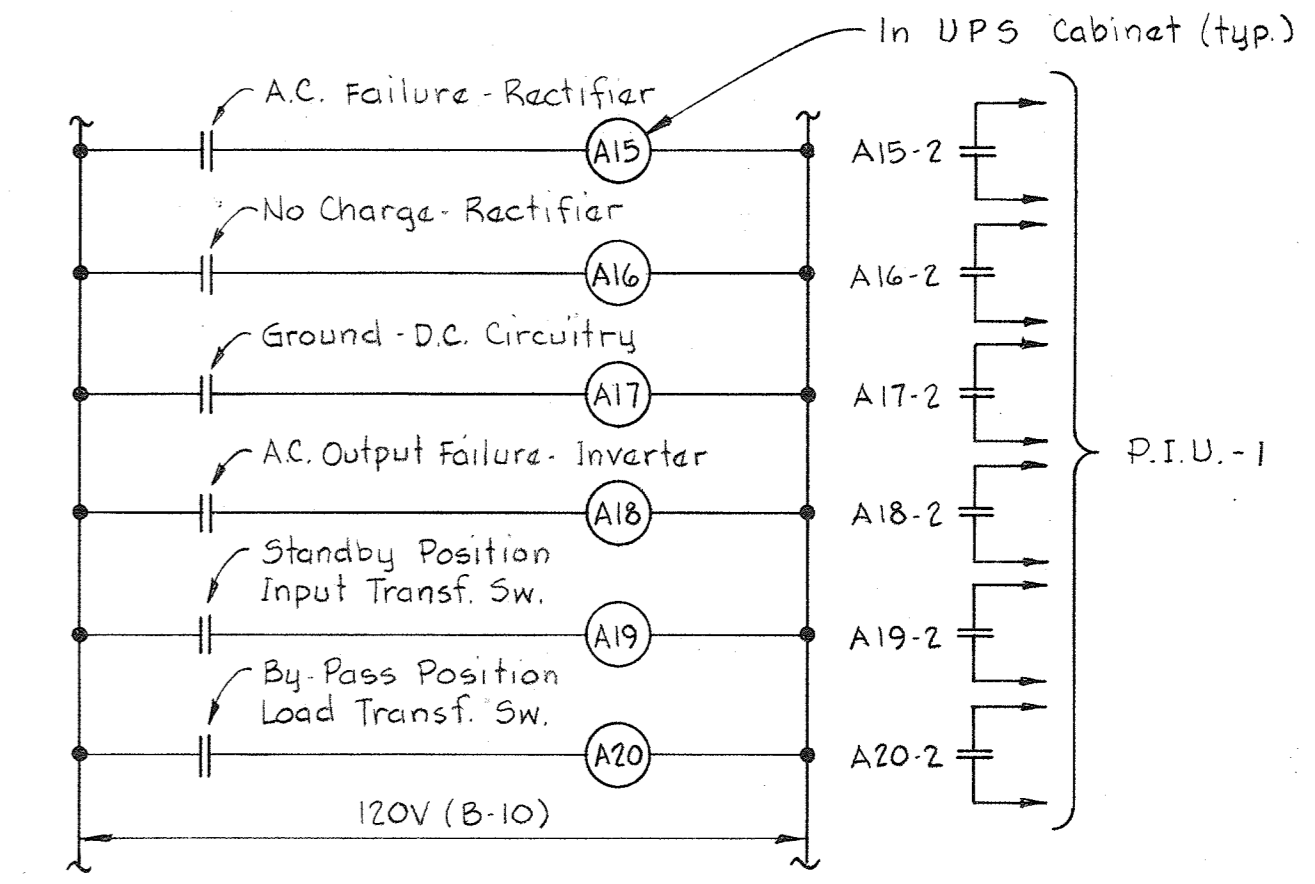 In UPS Cabinet (typ.)
A.C. Failure - Rectifier
A15
A15-2
No Charge - Rectifier
A16
A16-2
Ground - D.C. Circuitry
A17
A17-2
P.I.U.-1
A.C. Output Failure - Inverter
A18
A18-2
Standby Position
Input Transf. Sw.
A19
A19-2
By-Pass Position
Load Transf. Sw.
A20
A20-2
120V (B-10)